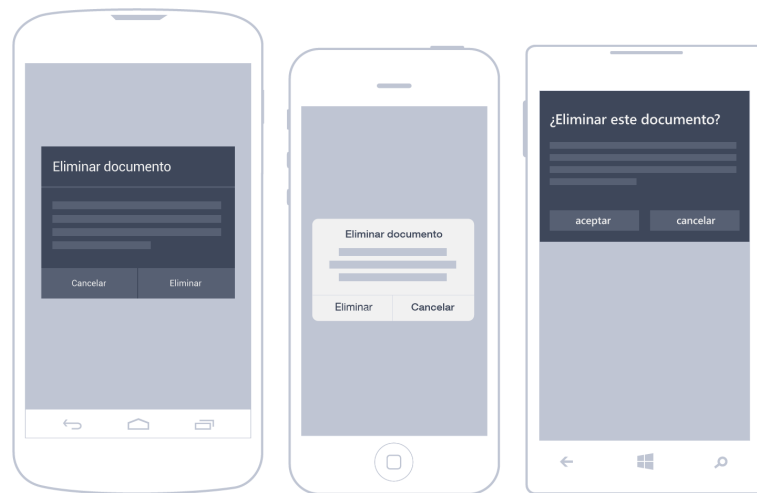 Eliminar documento
Cancelar Eliminar
Eliminar documento
Eliminar Cancelar
¿Eliminar este documento?
aceptar cancelar